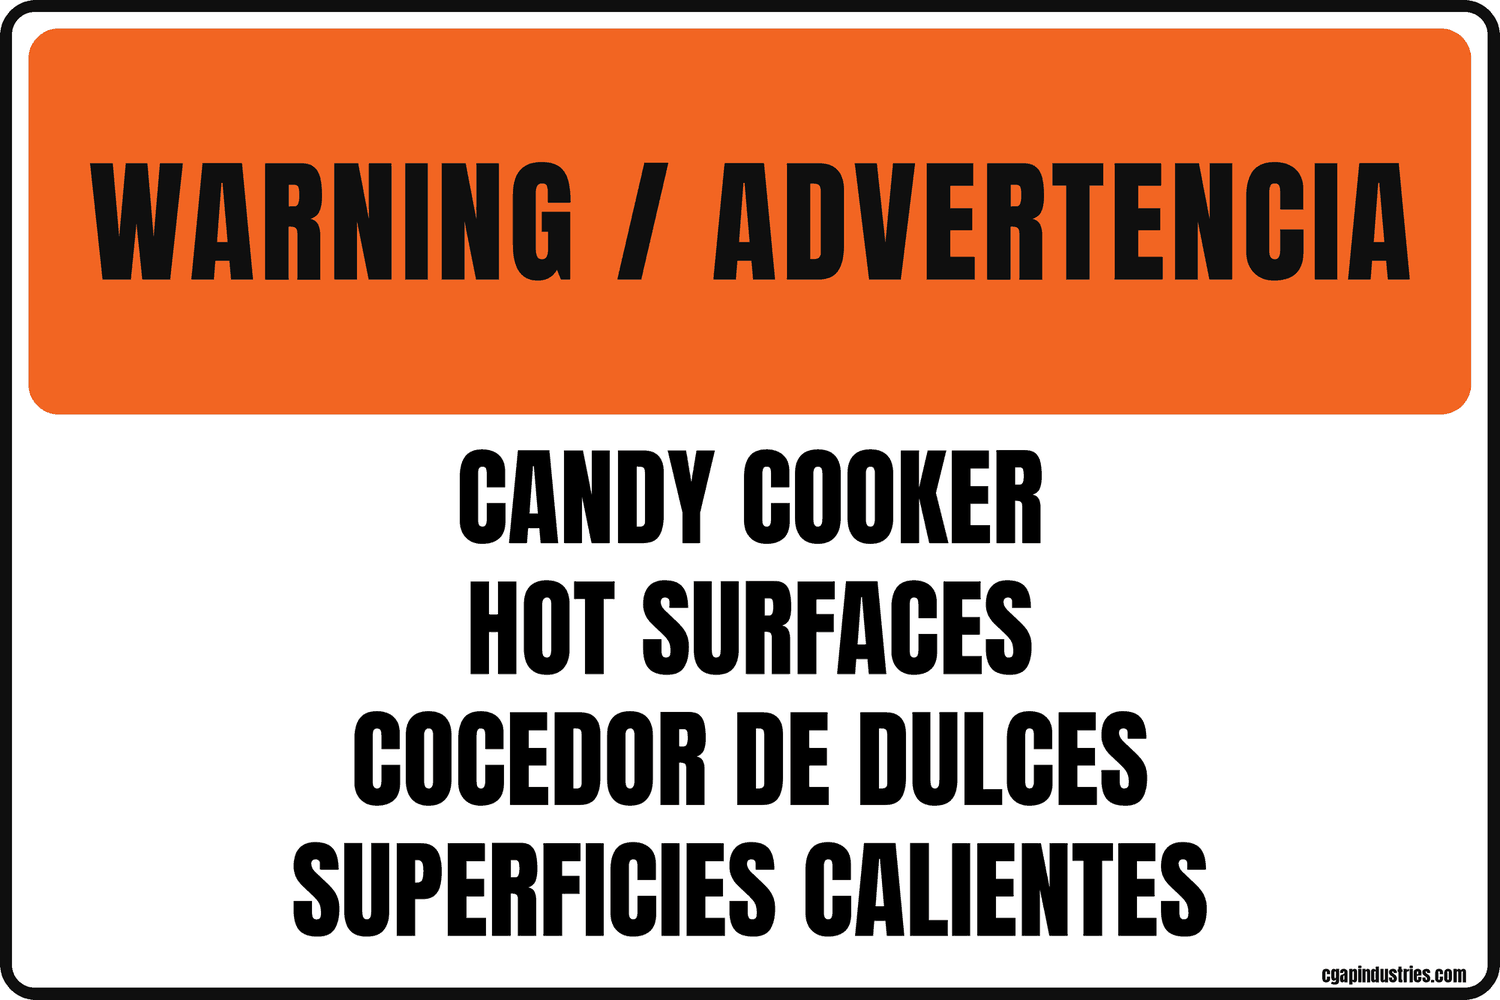 WARNING / ADVERTENCIA
CANDY COOKER
HOT SURFACES
COCEDOR DE DULCES
SUPERFICIES CALIENTES
cgapindustries.com